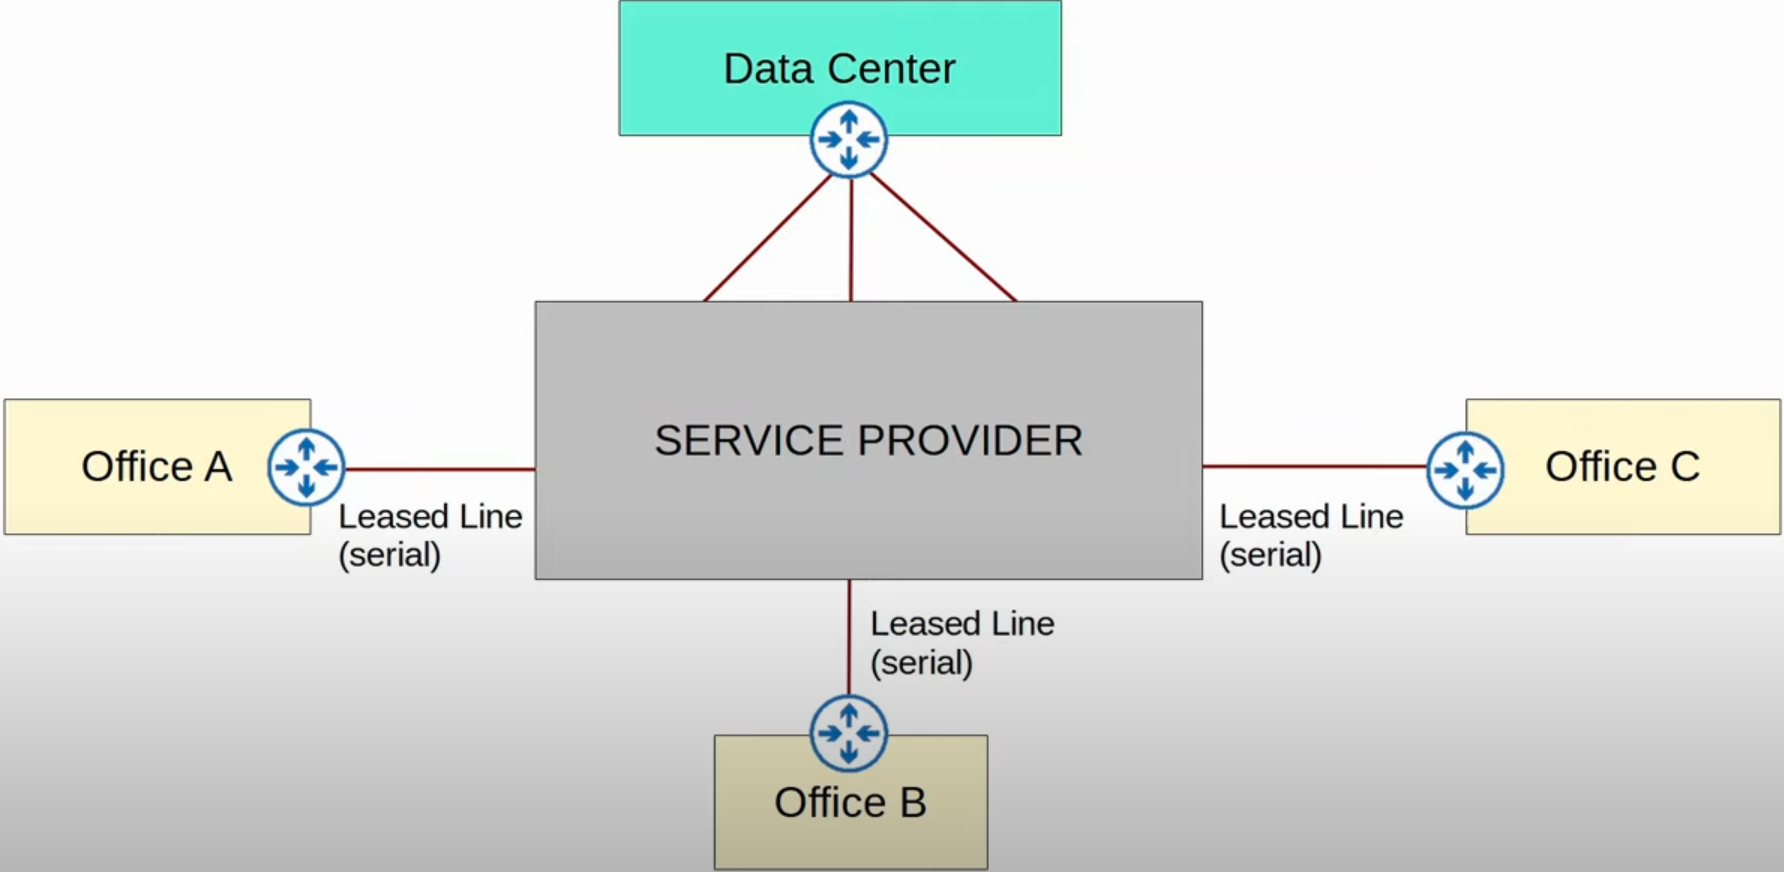 Data Center
SERVICE PROVIDER
Office A
Leased Line
(serial)
Office C
Leased Line
(serial)
Leased Line
(serial)
Office B